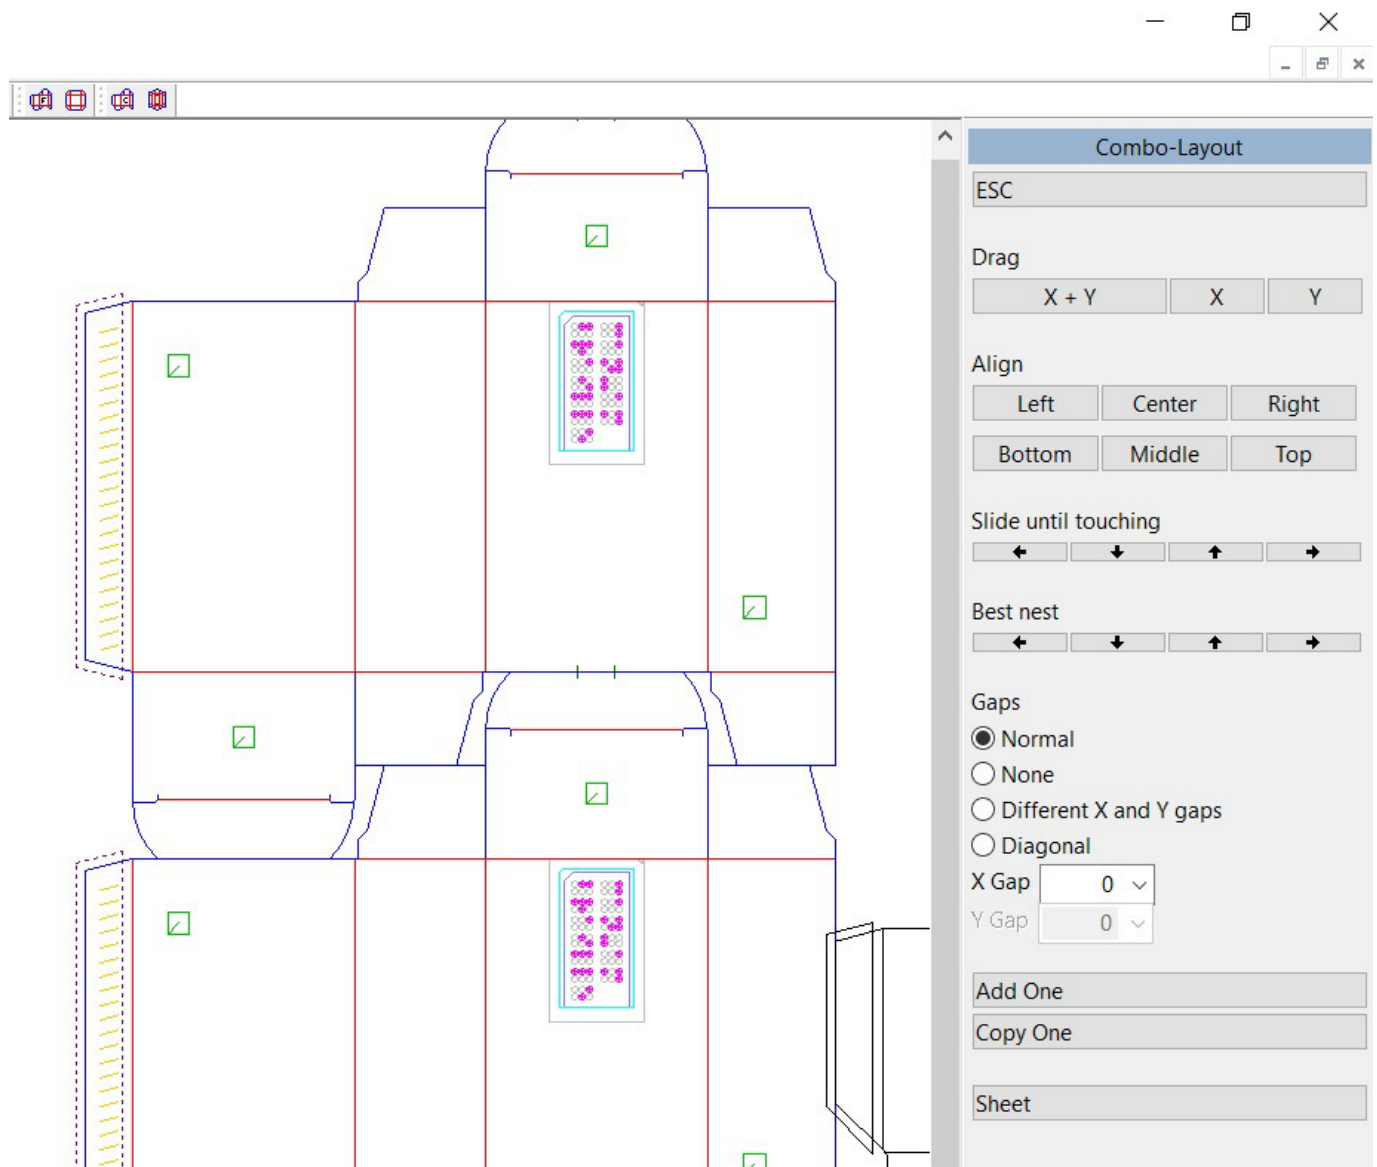 Combo-Layout
ESC
Drag
X + Y X Y
Align
Left Center Right
Bottom Middle Top
Slide until touching
Best nest
Gaps
Normal
None
Different X and Y gaps
Diagonal
X Gap 0
Y Gap 0
Add One
Copy One
Sheet